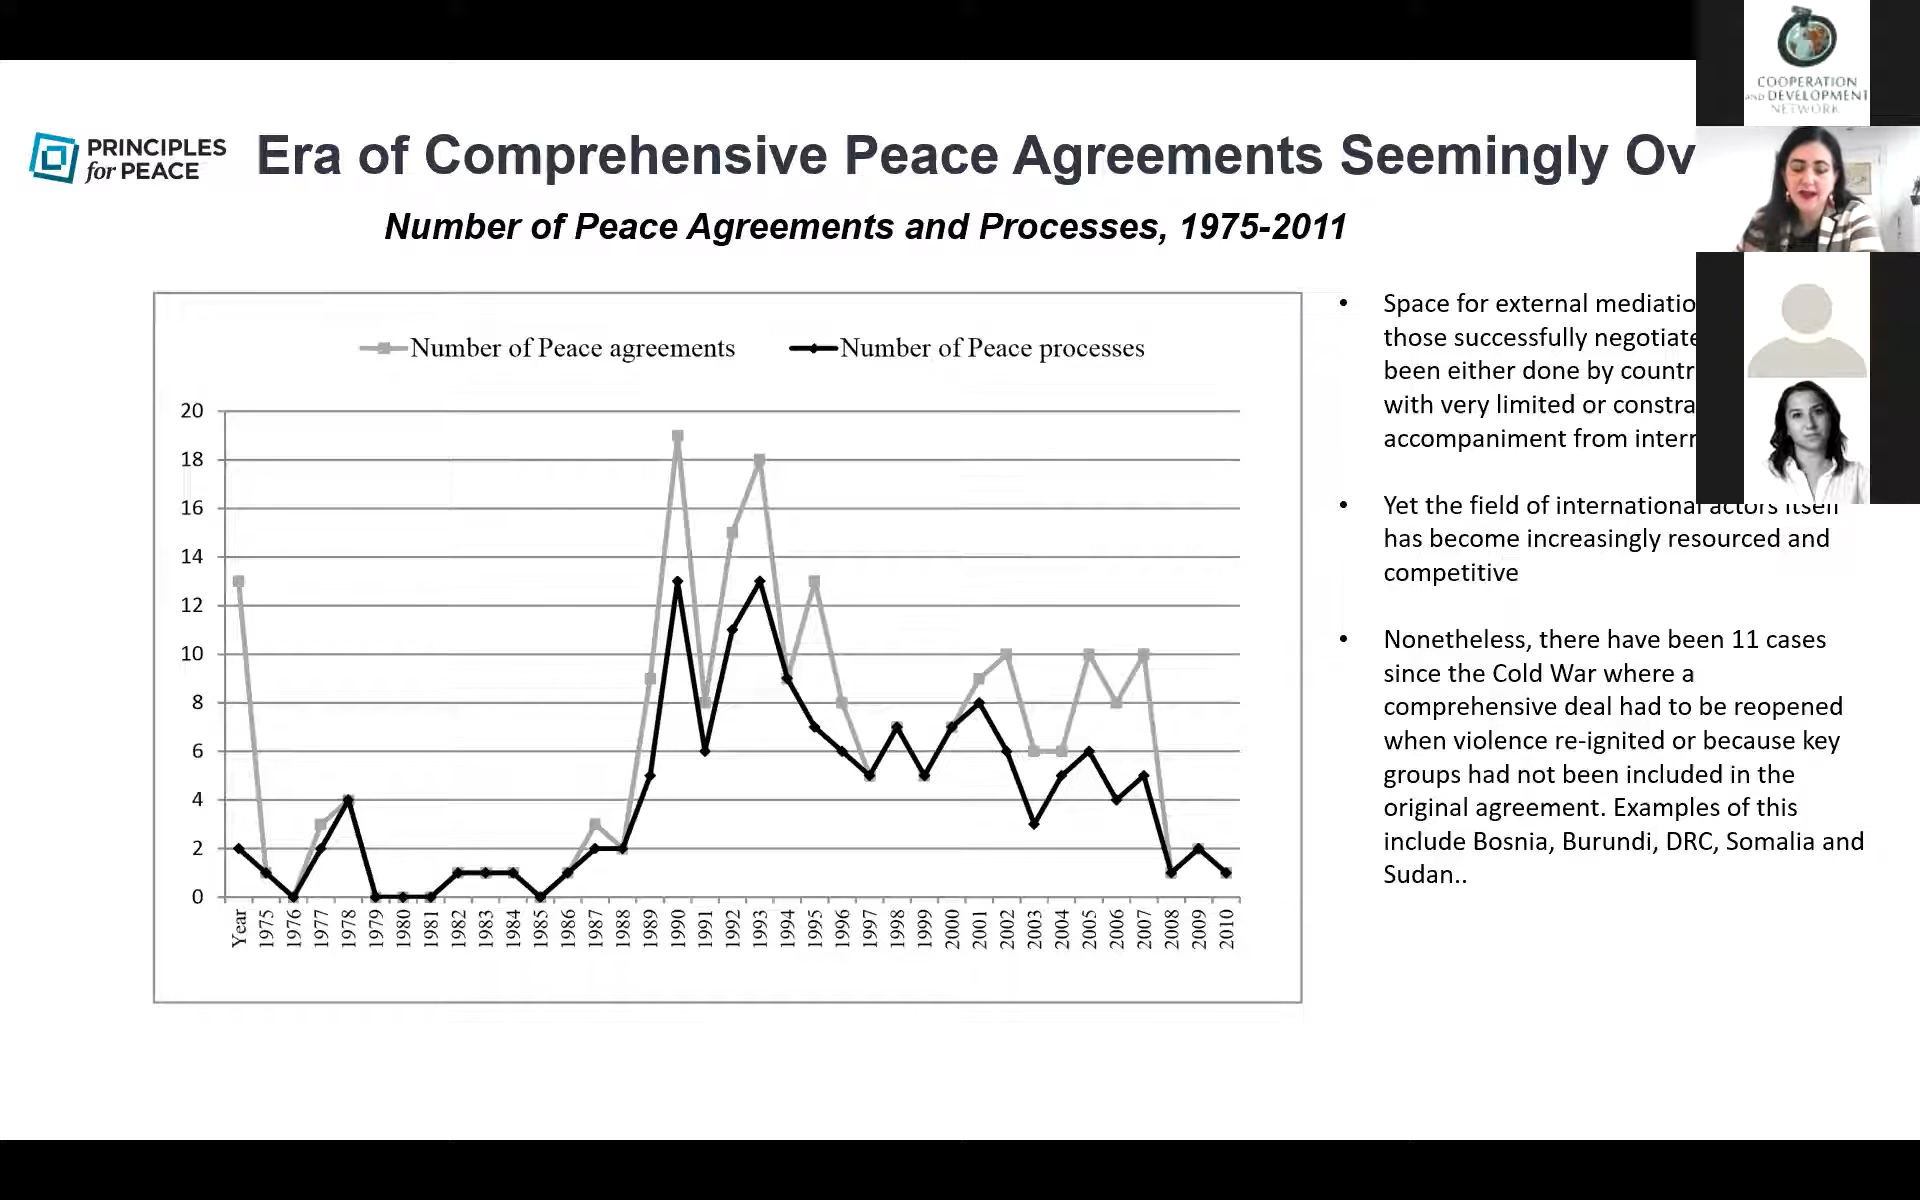 COOPERATION
AND DEVELOPMENT
NETWORK
PRINCIPLES
for PEACE
Era of Comprehensive Peace Agreements Seemingly Ov
Number of Peace Agreements and Processes, 1975-2011
Number of Peace agreements
Number of Peace processes
20
18
16
14
12
10
8
6
4
2
0
Year
1975
1976
1977
1978
1979
1980
1981
1982
1983
1984
1985
1986
1987
1988
1989
1990
1991
1992
1993
1994
1995
1996
1997
1998
1999
2000
2001
2002
2003
2004
2005
2006
2007
2008
2009
2010
• Space for external mediatio
those successfully negotiate
been either done by countr
with very limited or constra
accompaniment from intern
• Yet the field of international actors itself
has become increasingly resourced and
competitive
• Nonetheless, there have been 11 cases
since the Cold War where a
comprehensive deal had to be reopened
when violence re-ignited or because key
groups had not been included in the
original agreement. Examples of this
include Bosnia, Burundi, DRC, Somalia and
Sudan..